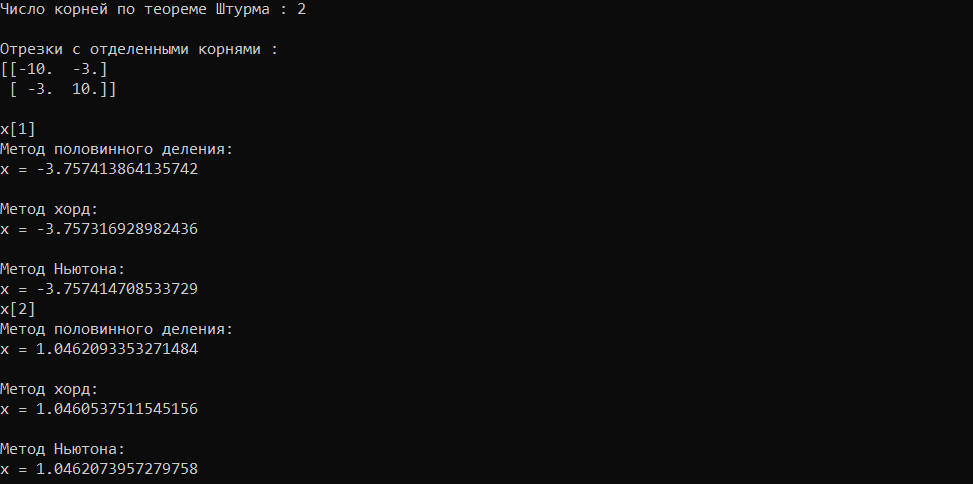 Число корней по теореме Штурма : 2
Отрезки с отделенными корнями :
[[-10.  -3.]
 [ -3.  10.]]
x[1]
Метод половинного деления:
x = -3.757413864135742
Метод хорд:
x = -3.757316928982436
Метод Ньютона:
x = -3.757414708533729
x[2]
Метод половинного деления:
x = 1.0462093353271484
Метод хорд:
x = 1.0460537511545156
Метод Ньютона:
x = 1.0462073957279758